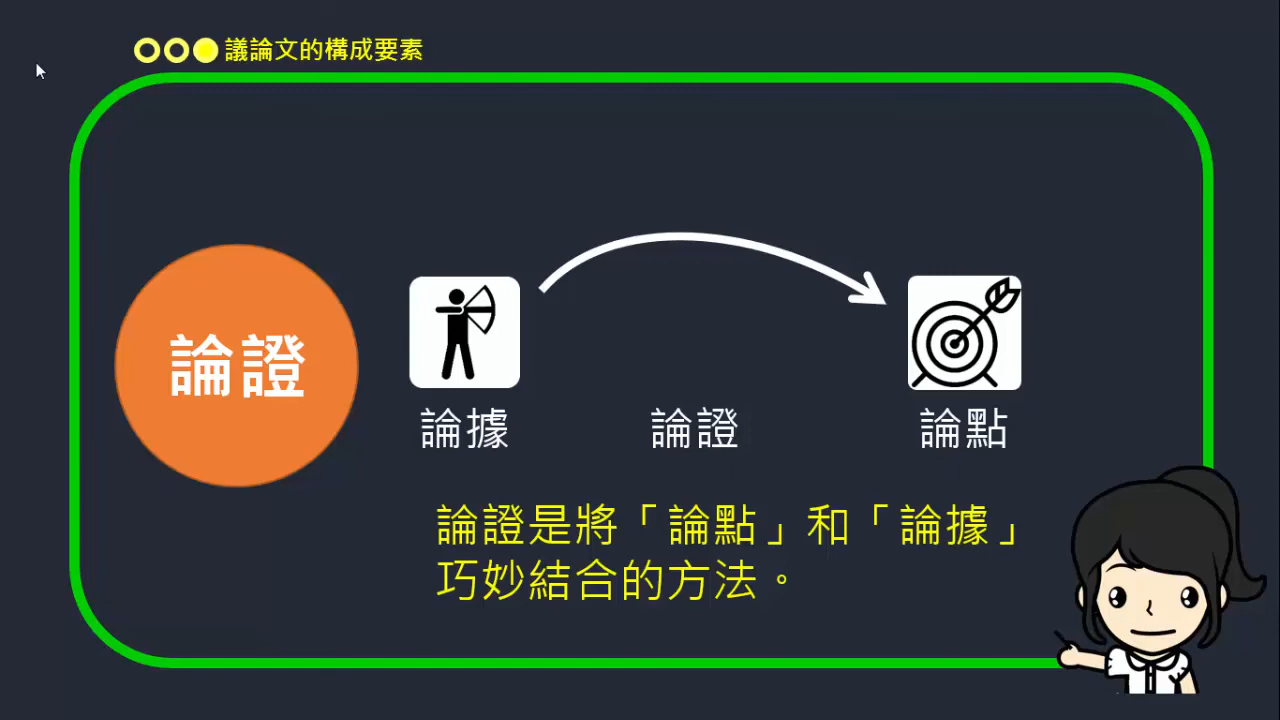 議論文的構成要素
論證
論據
論證
論點
論證是將「論點」和「論據」
巧妙結合的方法。